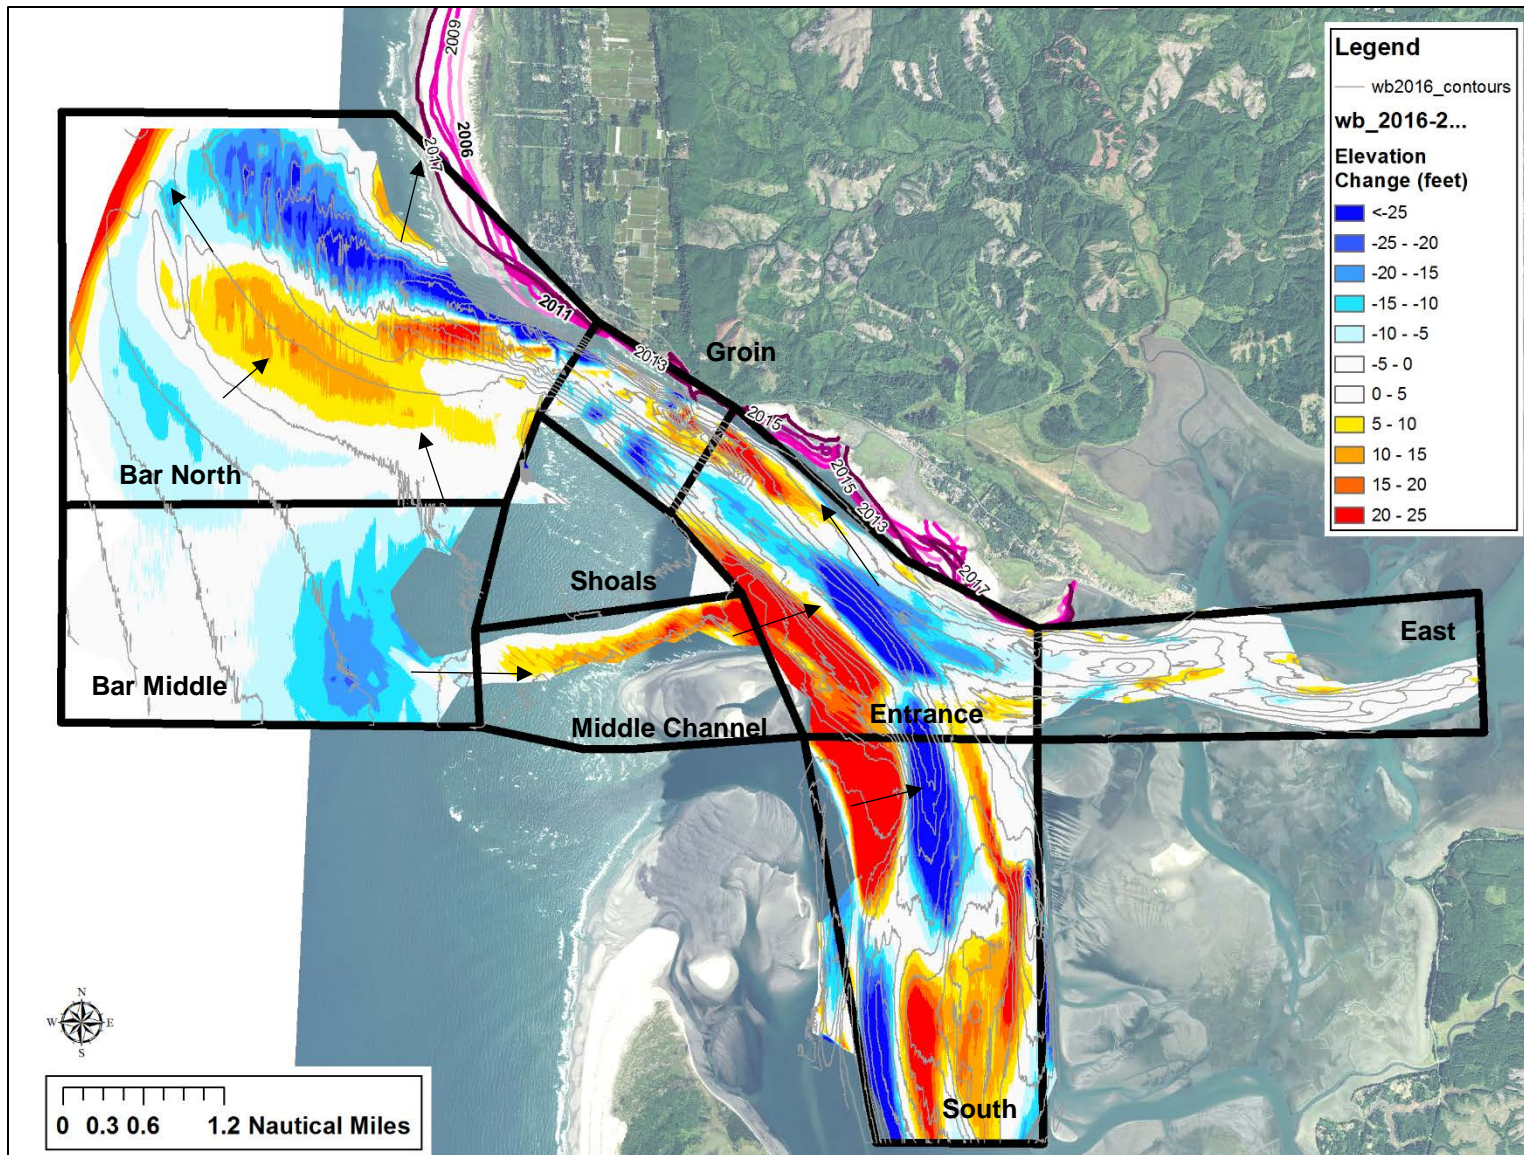 Legend
wb2016_contours
wb_2016-2...
Elevation
Change (feet)
<-25
-25 - -20
-20 - -15
-15 - -10
-10 - -5
-5 - 0
0 - 5
5 - 10
10 - 15
15 - 20
20 - 25
2009
2006
2017
2011
2013
Groin
2015
2015
2013
2017
Bar North
Shoals
East
Bar Middle
Entrance
Middle Channel
South
N
W E
S
0 0.3 0.6 1.2 Nautical Miles